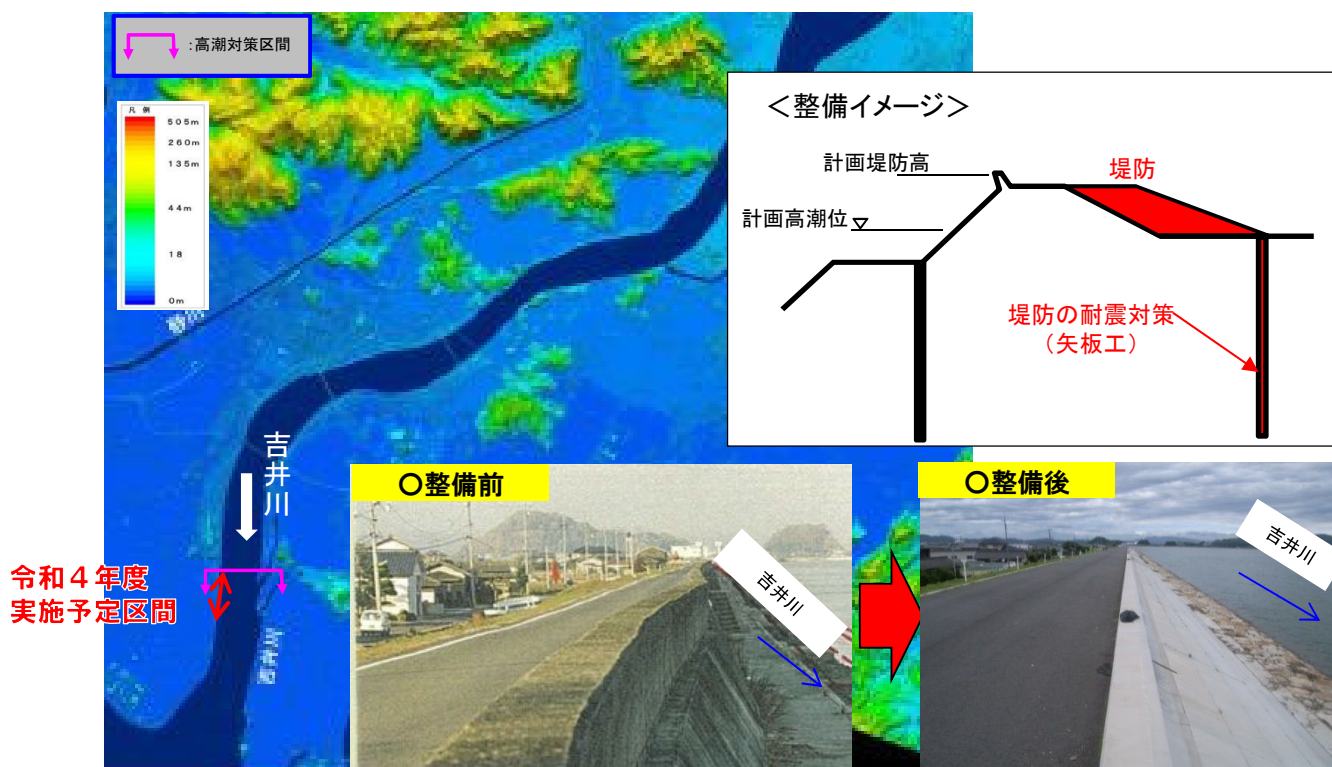 :高潮対策区間
凡 例
505m
260m
135m
44m
18
0m
吉井川
令和4年度
実施予定区間
<整備イメージ>
計画堤防高
堤防
計画高潮位
堤防の耐震対策
(矢板工)
○整備前
吉井川
○整備後
吉井川